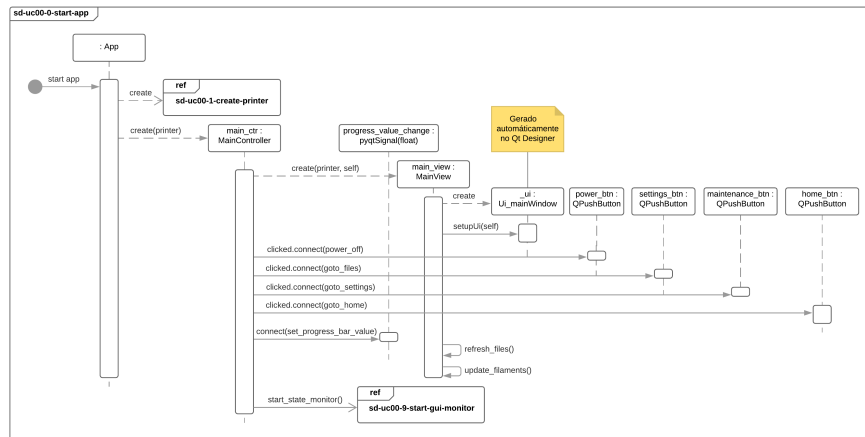 sd-uc00-0-start-app
: App
start app
create
ref
sd-uc00-1-create-printer
create(printer)
main_ctr :
MainController
progress_value_change :
pyqtSignal(float)
Gerado
automáticamente
no Qt Designer
create(printer, self)
main_view :
MainView
create
_ui :
Ui_mainWindow
power_btn :
QPushButton
settings_btn :
QPushButton
maintenance_btn :
QPushButton
home_btn :
QPushButton
setupUi(self)
clicked.connect(power_off)
clicked.connect(goto_files)
clicked.connect(goto_settings)
clicked.connect(goto_home)
connect(set_progress_bar_value)
refresh_files()
update_filaments()
start_state_monitor()
ref
sd-uc00-9-start-gui-monitor